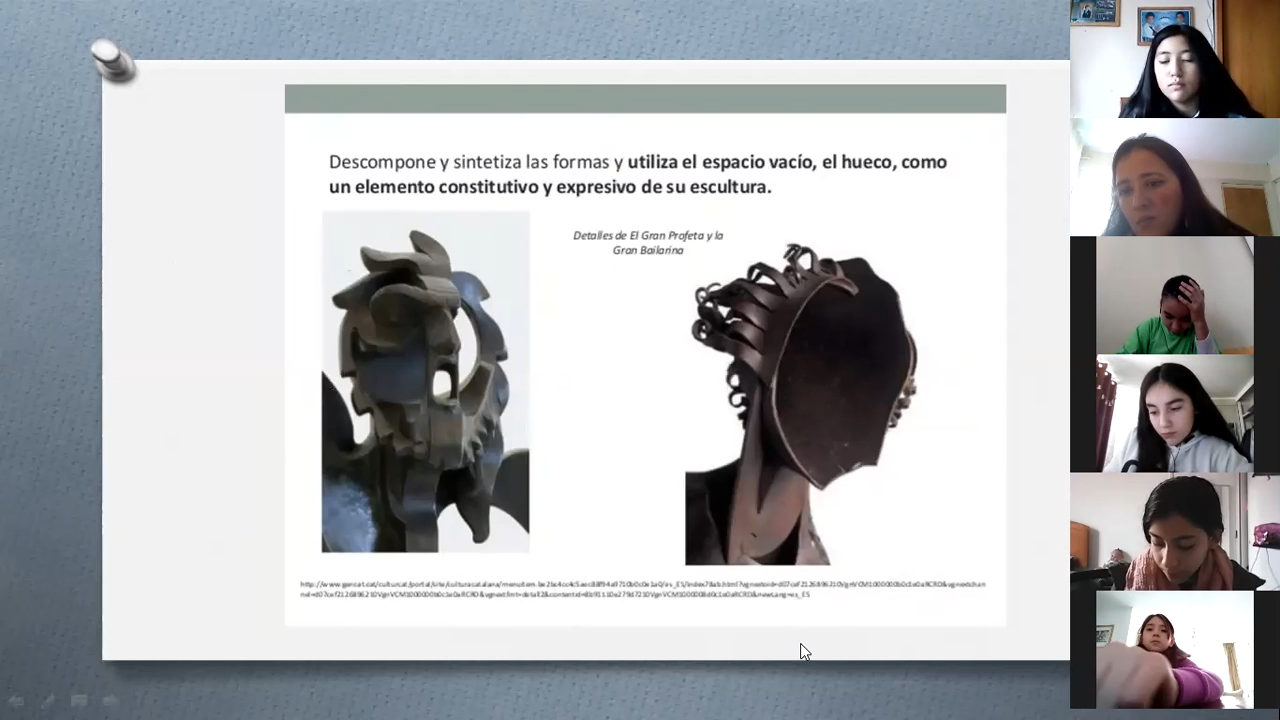 Descompone y sintetiza las formas y utiliza el espacio vacío, el hueco, como
un elemento constitutivo y expresivo de su escultura.
Detalles de El Gran Profeta y la
Gran Bailarina